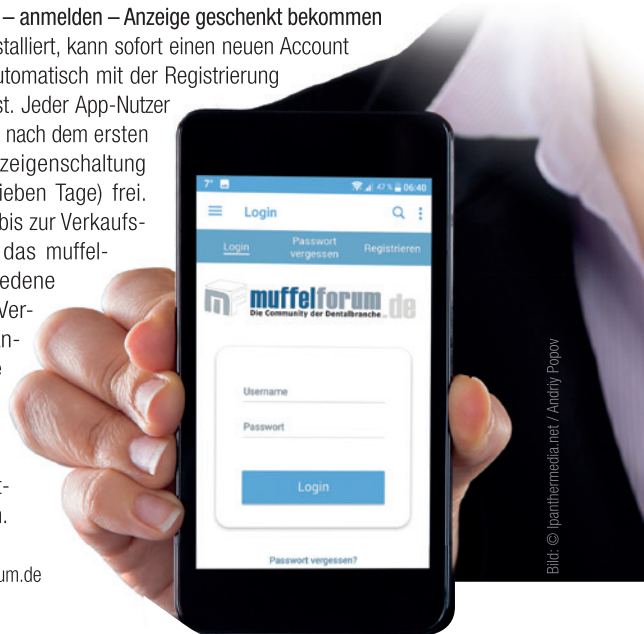 – anmelden – Anzeige geschenkt bekommen
stalliert, kann sofort einen neuen Account
utomatisch mit der Registrierung
st. Jeder App-Nutzer
nach dem ersten
zeigenschaltung
ieben Tage) frei.
bis zur Verkaufs-
das muffel-
edene
Ver-
n-
e
t-
.
um.de
7°
47 % 06:40
Login
Login
Passwort
vergessen
Registrieren
muffelforum.de
Die Community der Dentalbranche
Username
Passwort
Login
Passwort vergessen?
Bild: © lpanthermedia.net / Andriy Popov